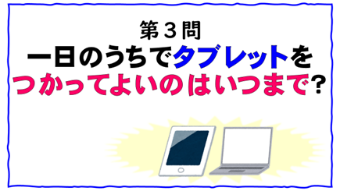 第３問
一日のうちでタブレットを
つかってよいのはいつまで?